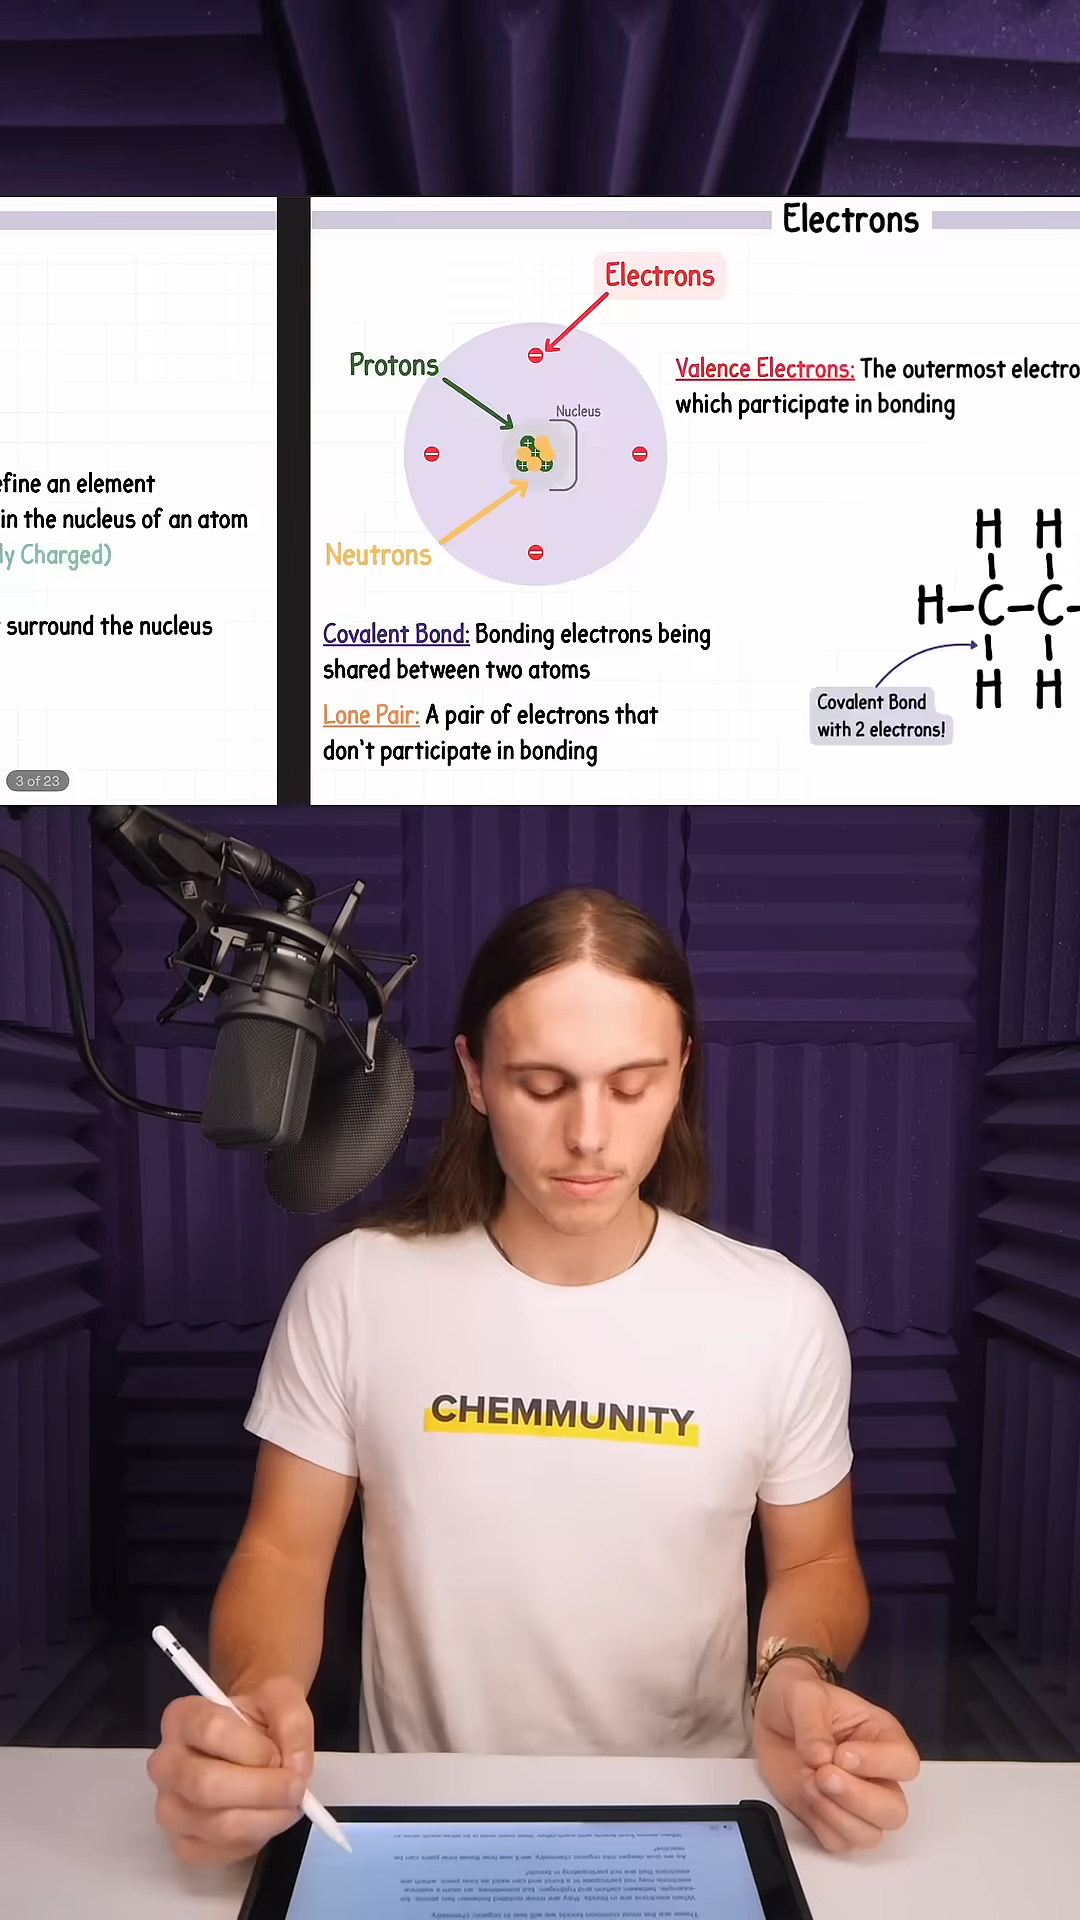 Electrons
Electrons
Protons
Nucleus
Neutrons
Valence Electrons: The outermost electro
which participate in bonding
efine an element
in the nucleus of an atom
ly Charged)
surround the nucleus
3 of 23
Covalent Bond: Bonding electrons being
shared between two atoms
Lone Pair: A pair of electrons that
don't participate in bonding
H H
H-C-C-
H H
Covalent Bond
with 2 electrons!
CHEMMUNITY